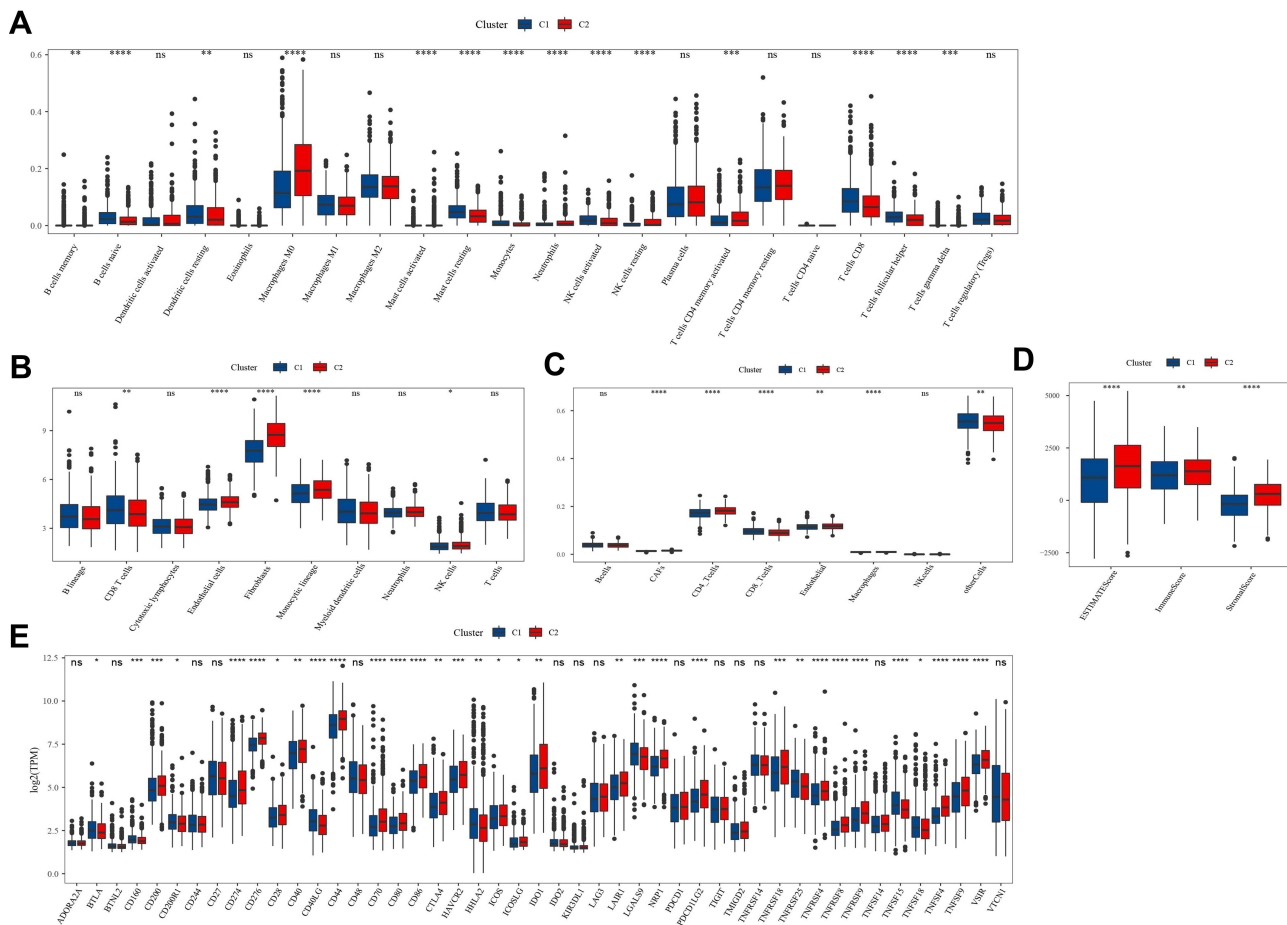 A
Cluster C1 C2
** **** ns ** ns **** ns ns **** **** **** **** **** **** ns *** ns ns **** **** *** ns
0.6
0.4
0.2
0.0
B cells memory
B cells naive
Dendritic cells activated
Dendritic cells resting
Eosinophils
Macrophages M0
Macrophages M1
Macrophages M2
Mast cells activated
Mast cells resting
Monocytes
Neutrophils
NK cells activated
NK cells resting
Plasma cells
T cells CD4 memory activated
T cells CD4 memory resting
T cells CD4 naive
T cells CD8
T cells follicular helper
T cells gamma delta
T cells regulatory (Tregs)
B
Cluster C1 C2
ns ** ns **** **** **** ns ns * ns
9
6
3
B lineage
CD8 T cells
Cytotoxic lymphocytes
Endothelial cells
Fibroblasts
Monocytic lineage
Myeloid dendritic cells
Neutrophils
NK cells
T cells
C
Cluster C1 C2
ns **** **** **** ** **** ns **
0.6
0.4
0.2
0.0
Bcells
CAFs
CD4_Tcells
CD8_Tcells
Endothelial
Macrophages
NKcells
otherCells
D
Cluster C1 C2
**** ** ****
5000
2500
0
-2500
ESTIMATEScore
ImmuneScore
StromalScore
E
Cluster C1 C2
ns * ns *** *** * ns ns **** **** * ** **** **** ns **** **** **** ** *** ** * * ** ns ns ns ** *** **** ns **** ns ns ns *** ** **** **** **** ns **** * **** **** **** ns
log2(TPM)
12.5
10.0
7.5
5.0
2.5
0.0
ADORA2A
BTLA
BTNL2
CD160
CD200
CD200R1
CD244
CD27
CD274
CD276
CD28
CD40
CD40LG
CD44
CD48
CD70
CD80
CD86
CTLA4
HAVCR2
HHLA2
ICOS
ICOSLG
IDO1
IDO2
KIR3DL1
LAG3
LAIR1
LGALS9
NRP1
PDCD1
PDCD1LG2
TIGIT
TMIGD2
TNFRSF14
TNFRSF18
TNFRSF25
TNFRSF4
TNFRSF8
TNFRSF9
TNFSF14
TNFSF15
TNFSF18
TNFSF4
TNFSF9
VSIR
VTCN1